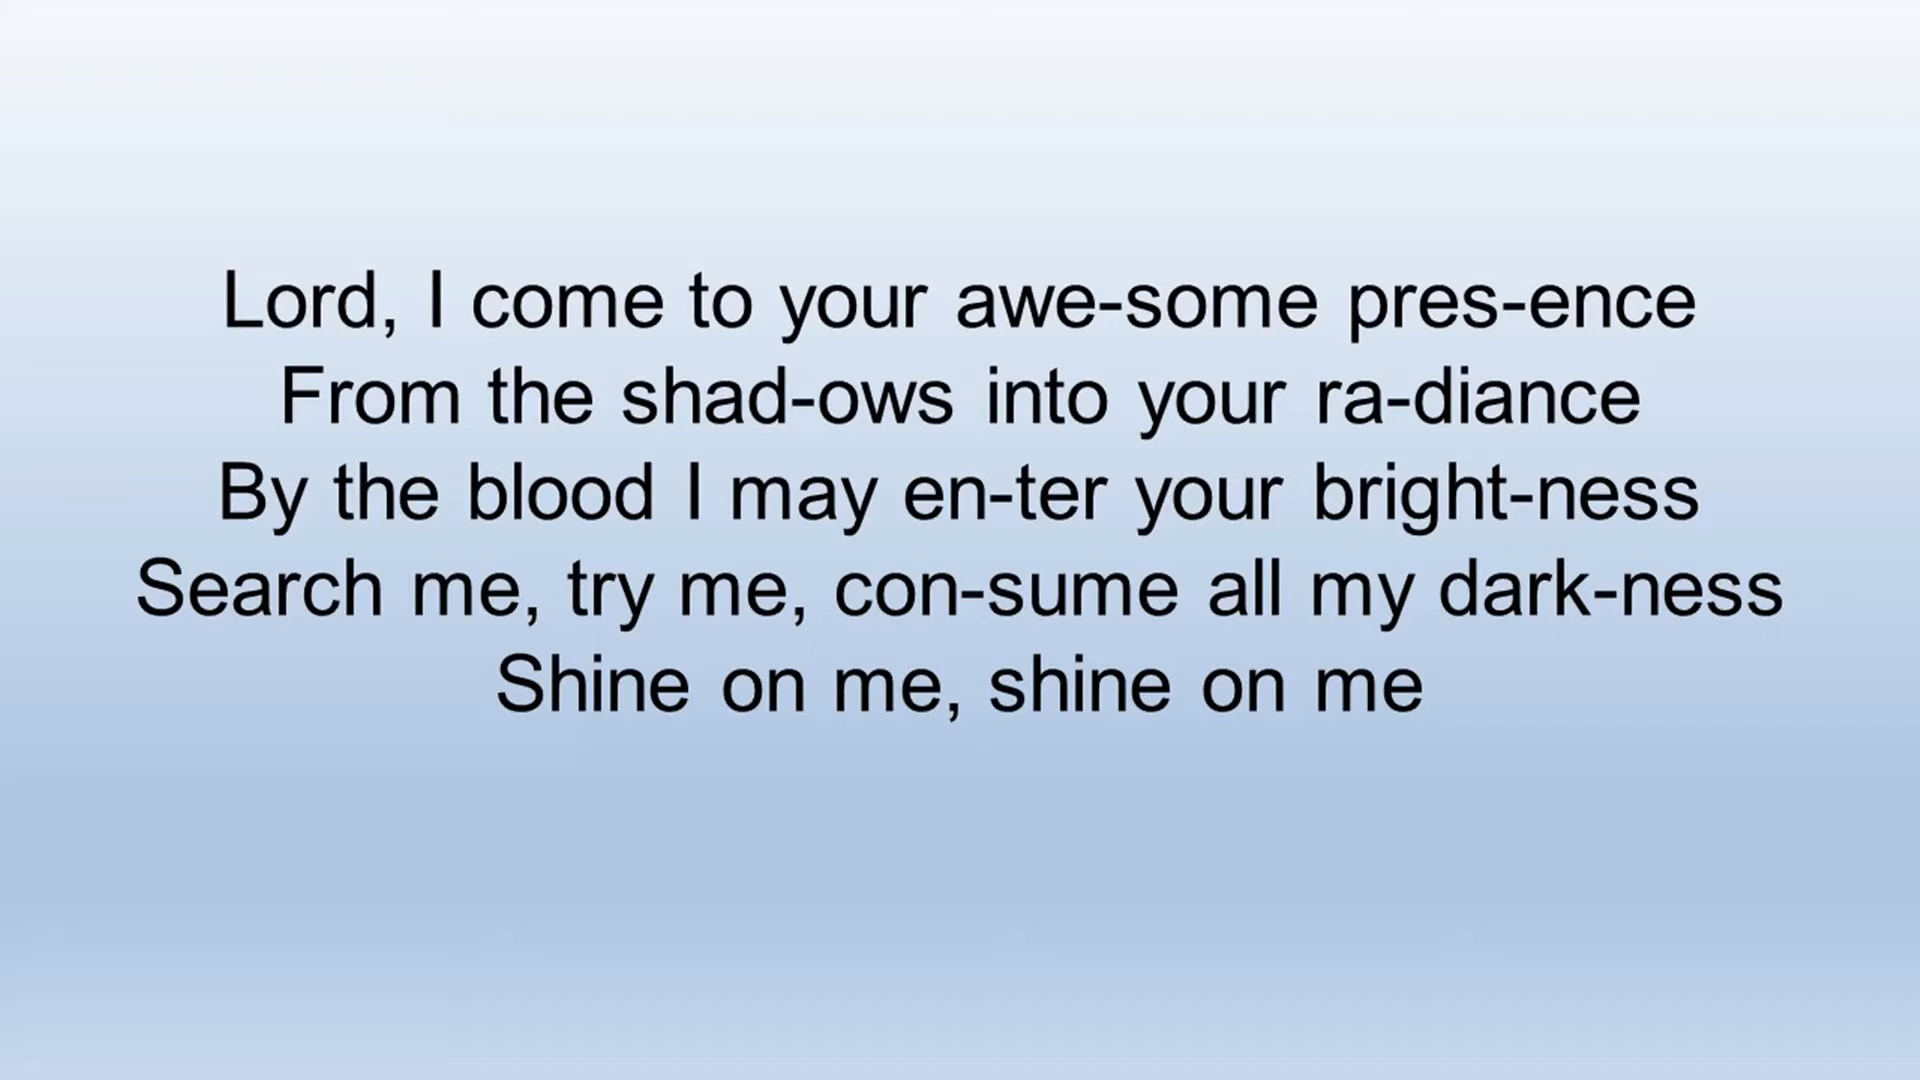 Lord, I come to your awe-some pres-ence
From the shad-ows into your ra-diance
By the blood I may en-ter your bright-ness
Search me, try me, con-sume all my dark-ness
Shine on me, shine on me